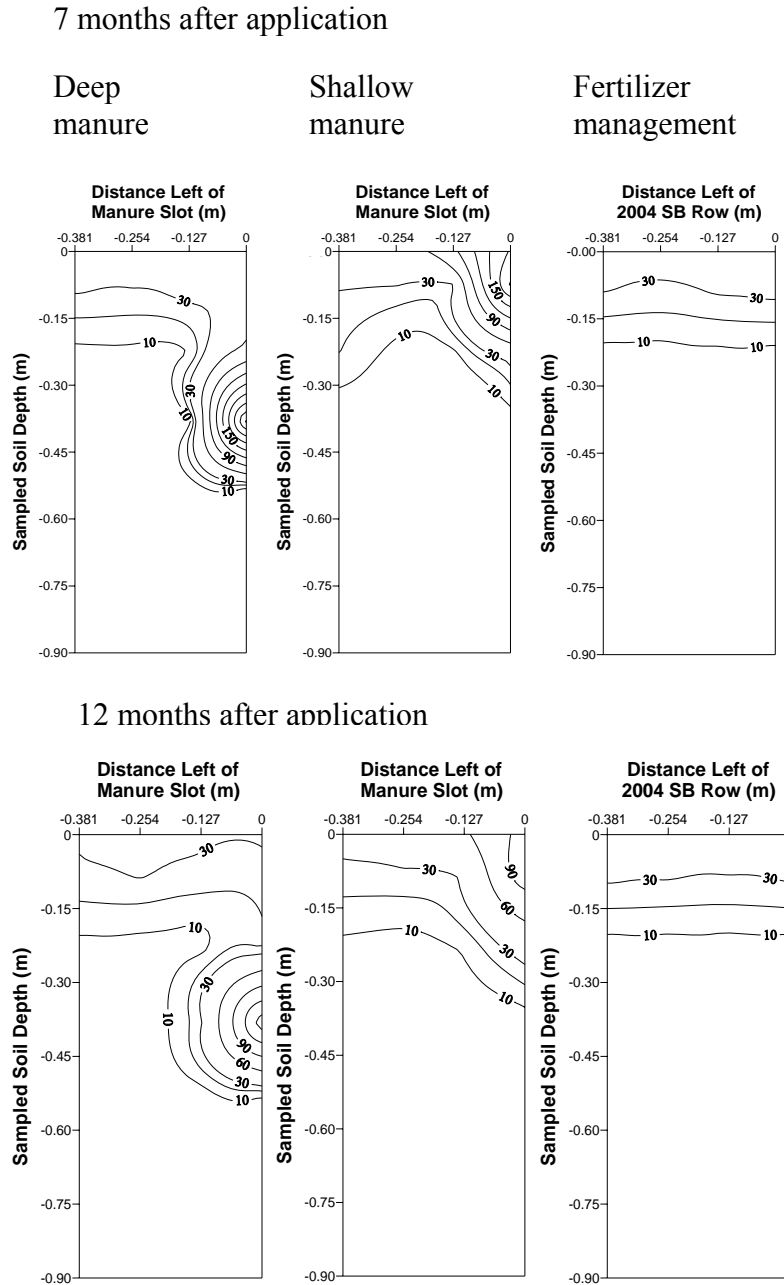 7 months after application
Deep
manure
Shallow
manure
Fertilizer
management
Distance Left of
Manure Slot (m)
-0.381 -0.254 -0.127 0
0
-0.15
-0.30
-0.45
-0.60
-0.75
-0.90
Sampled Soil Depth (m)
30
10
30
10
150
90
30
10
Distance Left of
Manure Slot (m)
-0.381 -0.254 -0.127 0
0
-0.15
-0.30
-0.45
-0.60
-0.75
-0.90
Sampled Soil Depth (m)
30
150
90
10
30
10
Distance Left of
2004 SB Row (m)
-0.381 -0.254 -0.127 0
-0.00
-0.15
-0.30
-0.45
-0.60
-0.75
-0.90
Sampled Soil Depth (m)
30
30
10
10
12 months after application
Distance Left of
Manure Slot (m)
-0.381 -0.254 -0.127 0
0
-0.15
-0.30
-0.45
-0.60
-0.75
-0.90
Sampled Soil Depth (m)
30
10
30
10
90
60
30
10
Distance Left of
Manure Slot (m)
-0.381 -0.254 -0.127 0
0
-0.15
-0.30
-0.45
-0.60
-0.75
-0.90
Sampled Soil Depth (m)
30
90
60
10
30
10
Distance Left of
2004 SB Row (m)
-0.381 -0.254 -0.127
0
-0.15
-0.30
-0.45
-0.60
-0.75
-0.90
Sampled Soil Depth (m)
30
30
10
10